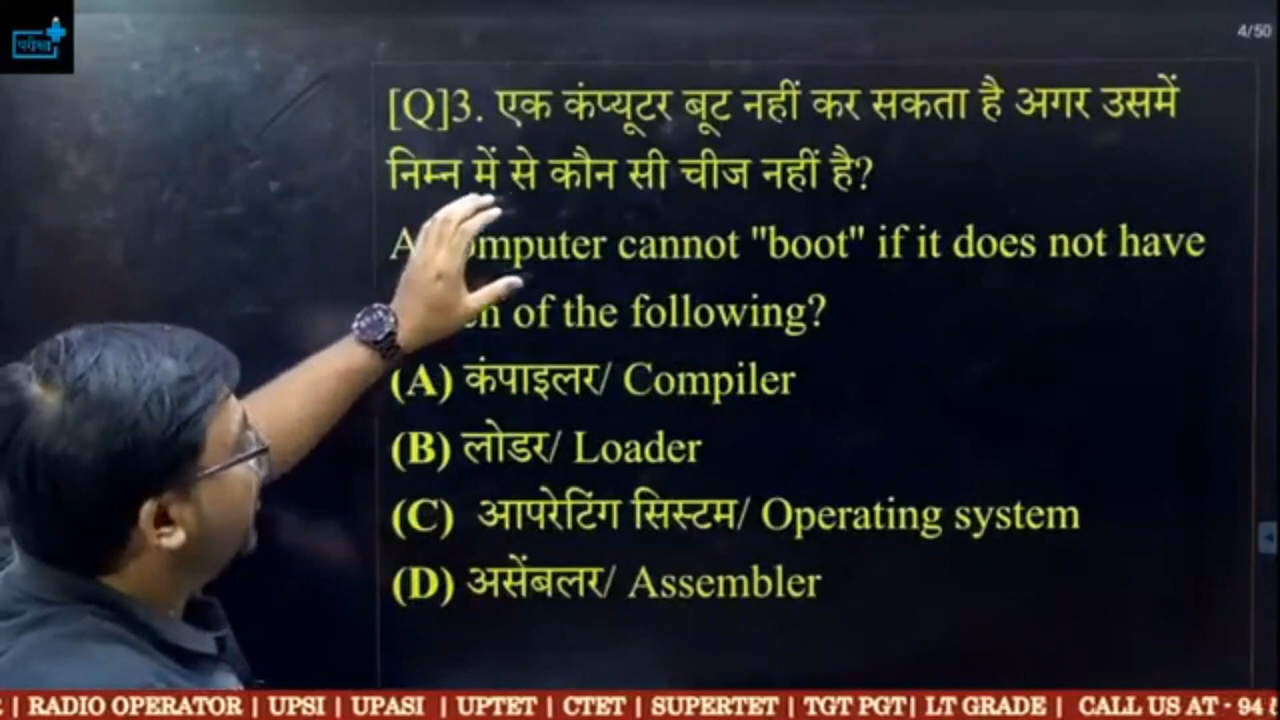 परीक्षा
4/50
[Q]3. एक कंप्यूटर बूट नहीं कर सकता है अगर उसमें
निम्न में से कौन सी चीज नहीं है?
A computer cannot "boot" if it does not have
of the following?
(A) कंपाइलर/ Compiler
(B) लोडर/ Loader
(C) आपरेटिंग सिस्टम/ Operating system
(D) असेंबलर/ Assembler
| RADIO OPERATOR | UPSI | UPASI | UPTET | CTET | SUPERTET | TGT PGT| LT GRADE | CALL US AT - 94